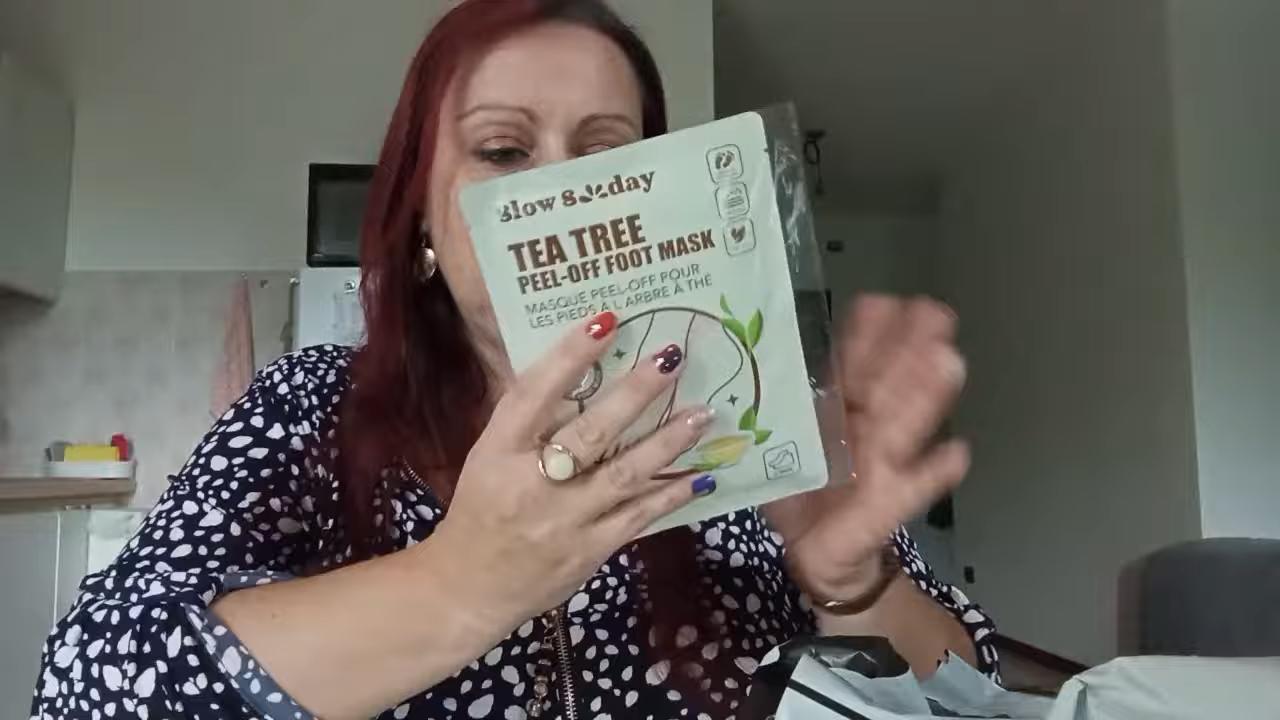 Slow Sunday
TEA TREE
PEEL-OFF FOOT MASK
MASQUE PEEL-OFF POUR
LES PIEDS À L ARBRE À THÉ